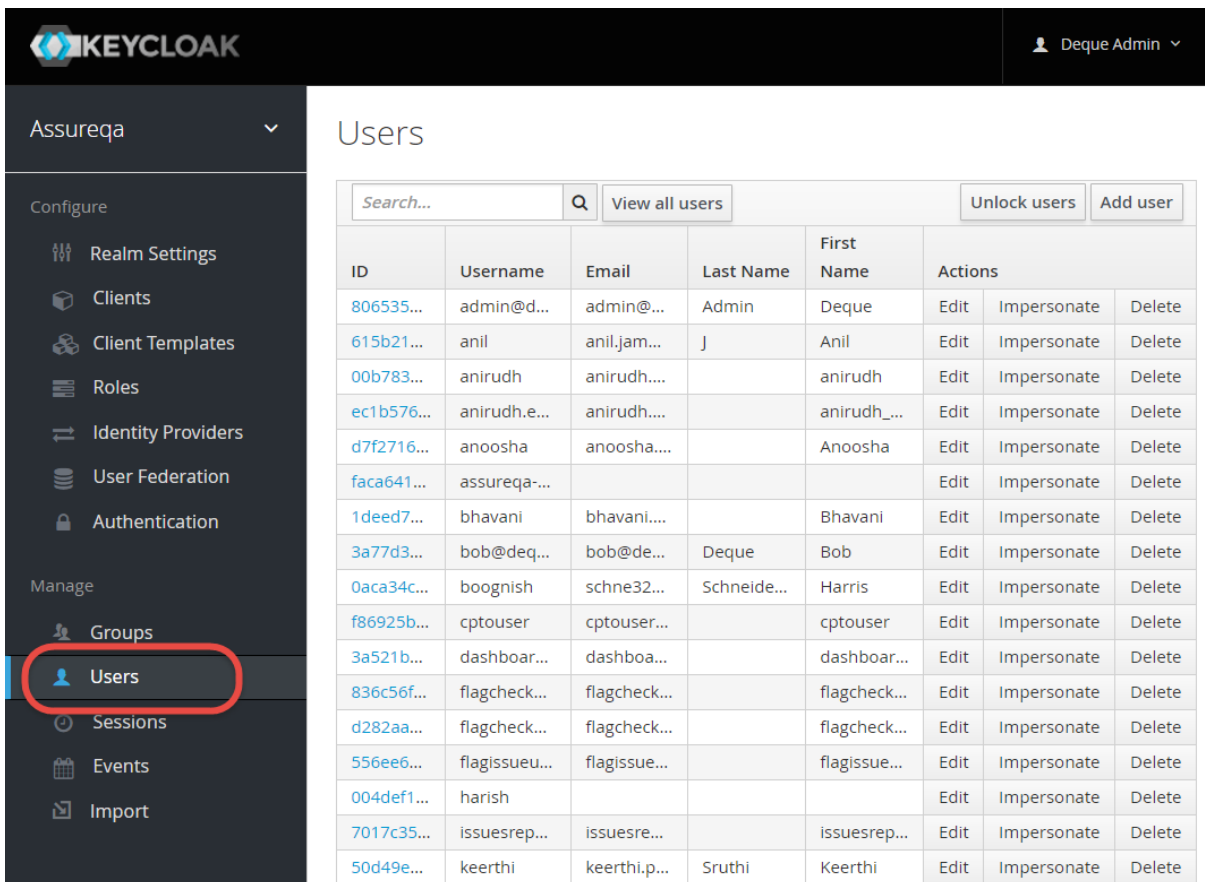 KEYCLOAK
Deque Admin
Assureqa
Users
Configure
Realm Settings
Clients
Client Templates
Roles
Identity Providers
User Federation
Authentication
Manage
Groups
Users
Sessions
Events
Import
Search... View all users Unlock users Add user
ID Username Email Last Name First Name Actions
806535... admin@d... admin@... Admin Deque Edit Impersonate Delete
615b21... anil anil.jam... J Anil Edit Impersonate Delete
00b783... anirudh anirudh.... anirudh Edit Impersonate Delete
ec1b576... anirudh.e... anirudh.... anirudh_... Edit Impersonate Delete
d7f2716... anoosha anoosha.... Anoosha Edit Impersonate Delete
faca641... assureqa-... Edit Impersonate Delete
1deed7... bhavani bhavani.... Bhavani Edit Impersonate Delete
3a77d3... bob@deq... bob@de... Deque Bob Edit Impersonate Delete
0aca34c... boognish schne32... Schneide... Harris Edit Impersonate Delete
f86925b... cptouser cptouser... cptouser Edit Impersonate Delete
3a521b... dashboar... dashboa... dashboar... Edit Impersonate Delete
836c56f... flagcheck... flagcheck... flagcheck... Edit Impersonate Delete
d282aa... flagcheck... flagcheck... flagcheck... Edit Impersonate Delete
556ee6... flagissueu... flagissue... flagissue... Edit Impersonate Delete
004def1... harish Edit Impersonate Delete
7017c35... issuesrep... issuesre... issuesrep... Edit Impersonate Delete
50d49e... keerthi keerthi.p... Sruthi Keerthi Edit Impersonate Delete